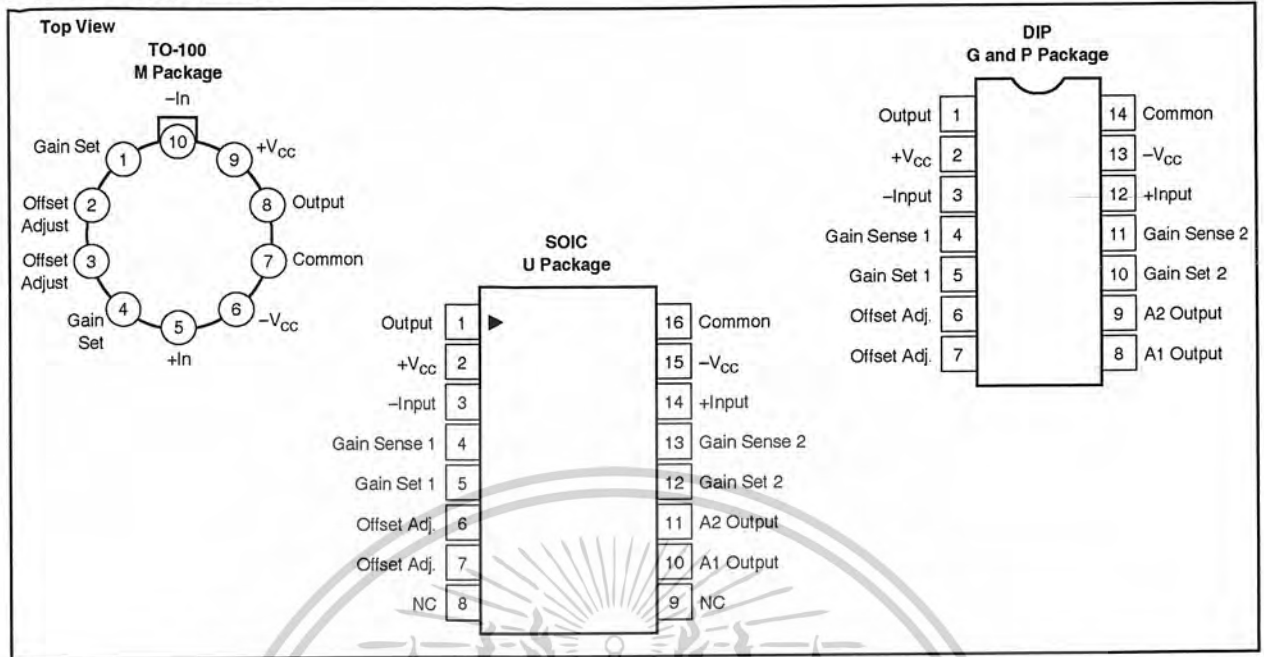 Top View
TO-100
M Package
–In
10
Gain Set 1
9 +VCC
Offset Adjust 2
8 Output
Offset Adjust 3
7 Common
Gain Set 4
6 –VCC
5
+In
SOIC
U Package
Output 1 16 Common
+VCC 2 15 –VCC
–Input 3 14 +Input
Gain Sense 1 4 13 Gain Sense 2
Gain Set 1 5 12 Gain Set 2
Offset Adj. 6 11 A2 Output
Offset Adj. 7 10 A1 Output
NC 8 9 NC
DIP
G and P Package
Output 1 14 Common
+VCC 2 13 –VCC
–Input 3 12 +Input
Gain Sense 1 4 11 Gain Sense 2
Gain Set 1 5 10 Gain Set 2
Offset Adj. 6 9 A2 Output
Offset Adj. 7 8 A1 Output